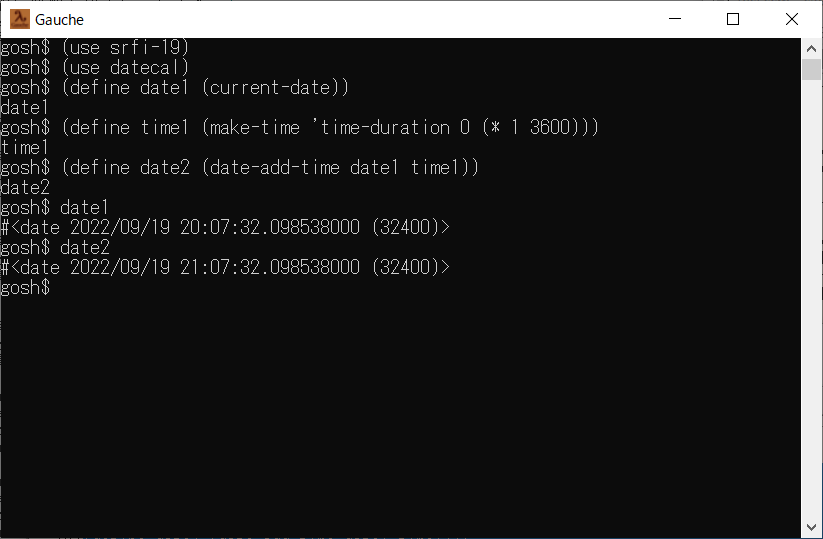 Gauche
gosh$ (use srfi-19)
gosh$ (use datecal)
gosh$ (define date1 (current-date))
date1
gosh$ (define time1 (make-time 'time-duration 0 (* 1 3600)))
time1
gosh$ (define date2 (date-add-time date1 time1))
date2
gosh$ date1
#<date 2022/09/19 20:07:32.098538000 (32400)>
gosh$ date2
#<date 2022/09/19 21:07:32.098538000 (32400)>
gosh$